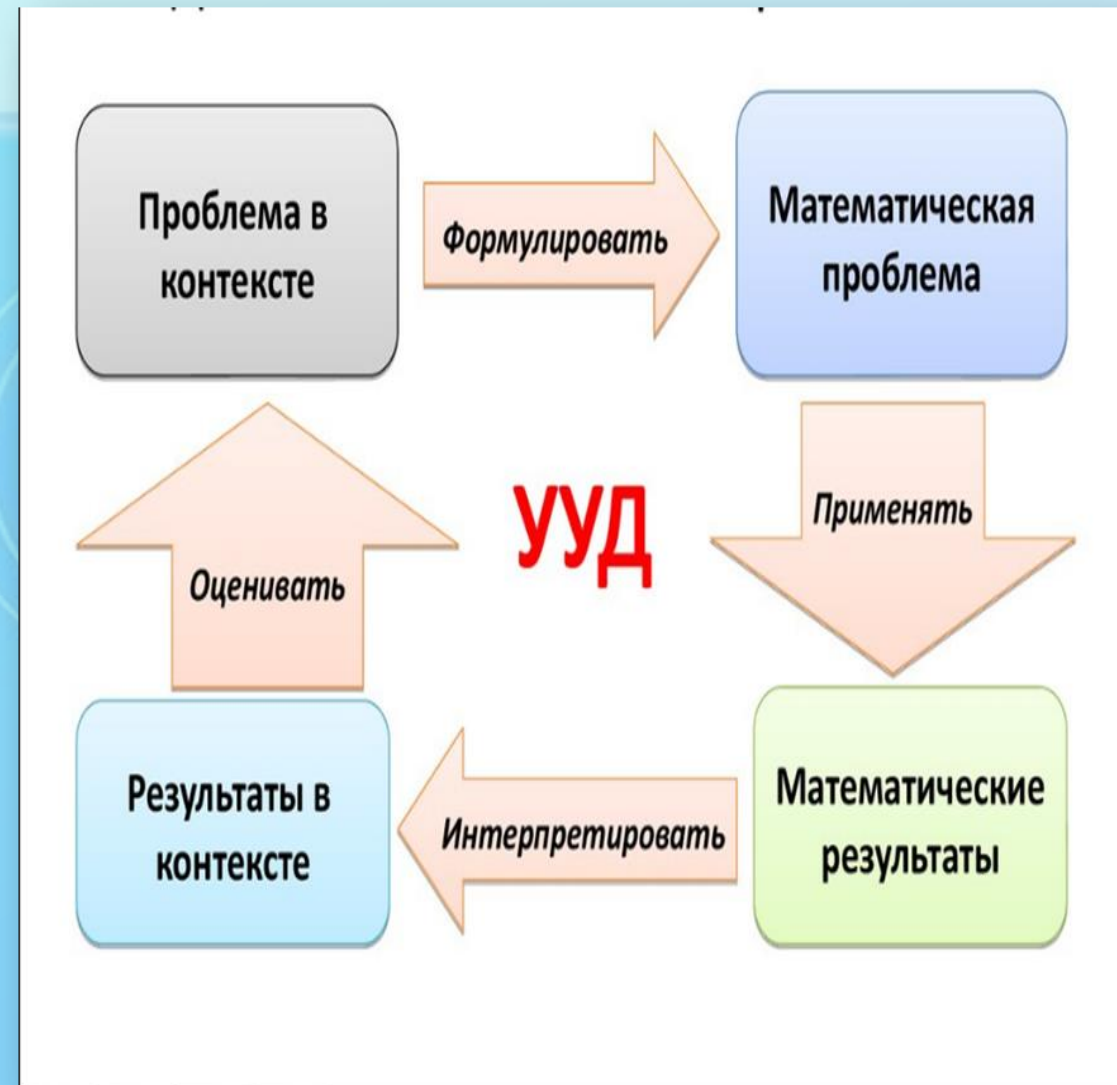 Проблема в
контексте
Формулировать
Математическая
проблема
УУД
Применять
Оценивать
Результаты в
контексте
Интерпретировать
Математические
результаты